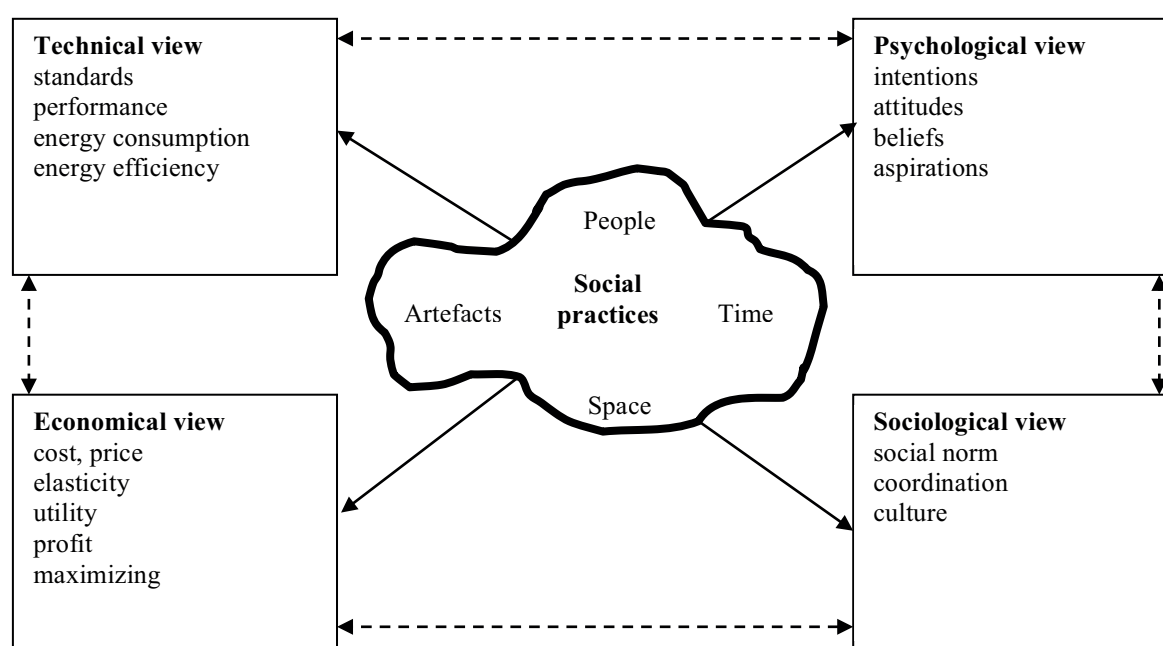 Technical view
standards
performance
energy consumption
energy efficiency
Psychological view
intentions
attitudes
beliefs
aspirations
People
Social
practices
Artefacts
Time
Space
Economical view
cost, price
elasticity
utility
profit
maximizing
Sociological view
social norm
coordination
culture